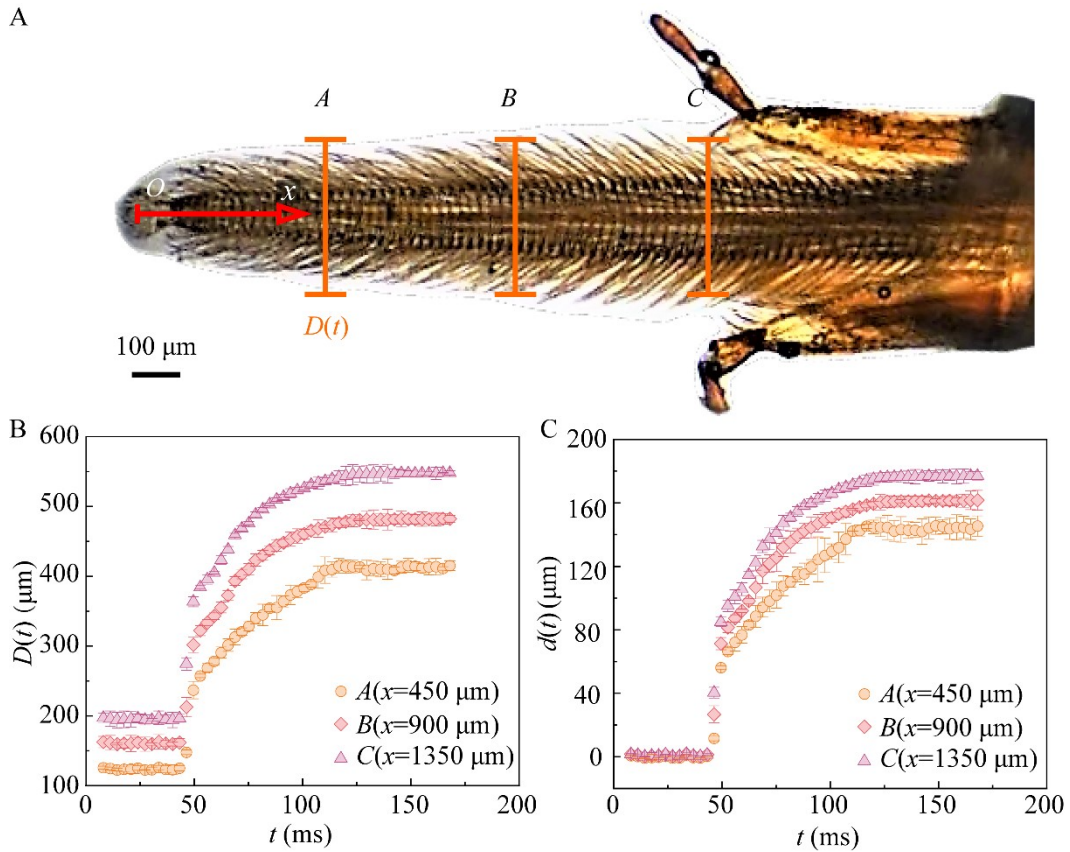 A
A
B
C
O
x
D(t)
100 μm
B
600
500
400
300
200
100
D(t) (μm)
A(x=450 μm)
B(x=900 μm)
C(x=1350 μm)
0
50
100
150
200
t (ms)
C
200
160
120
80
40
0
d(t) (μm)
A(x=450 μm)
B(x=900 μm)
C(x=1350 μm)
0
50
100
150
200
t (ms)